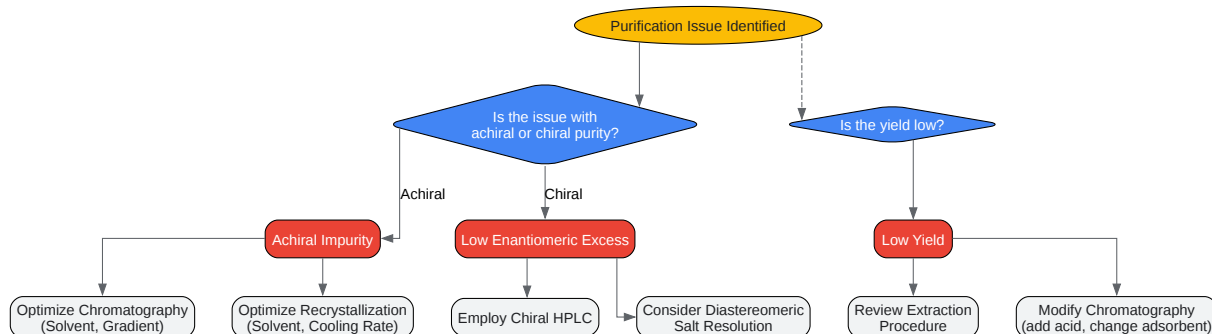 Purification Issue Identified
Is the issue with
achiral or chiral purity?
Is the yield low?
Achiral
Chiral
Achiral Impurity
Low Enantiomeric Excess
Low Yield
Optimize Chromatography
(Solvent, Gradient)
Optimize Recrystallization
(Solvent, Cooling Rate)
Employ Chiral HPLC
Consider Diastereomeric
Salt Resolution
Review Extraction
Procedure
Modify Chromatography
(add acid, change adsorbent)